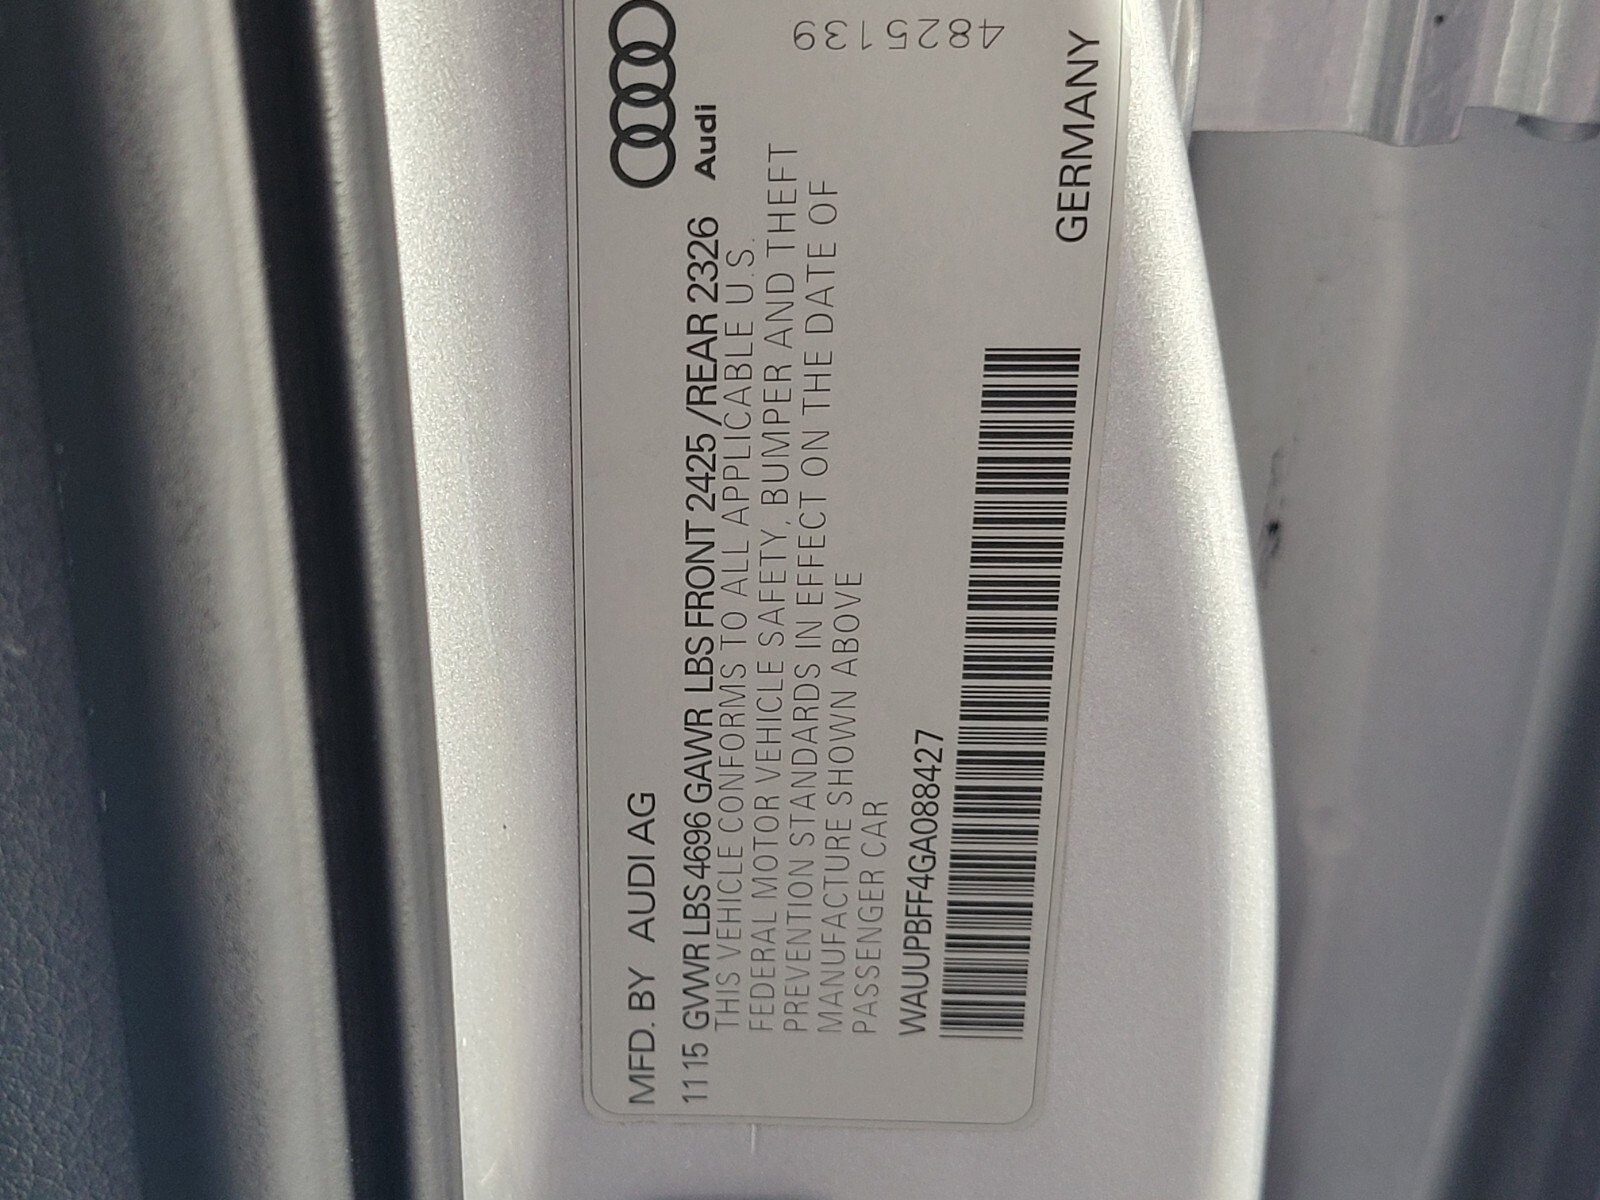 MFD. BY AUDI AG
1115 GVWR LBS 4696 GAWR LBS FRONT 2425 /REAR 2326
Audi
THIS VEHICLE CONFORMS TO ALL APPLICABLE U.S.
FEDERAL MOTOR VEHICLE SAFETY, BUMPER AND THEFT
PREVENTION STANDARDS IN EFFECT ON THE DATE OF
MANUFACTURE SHOWN ABOVE
PASSENGER CAR
WAUUPBFF4GA088427
4825139
GERMANY